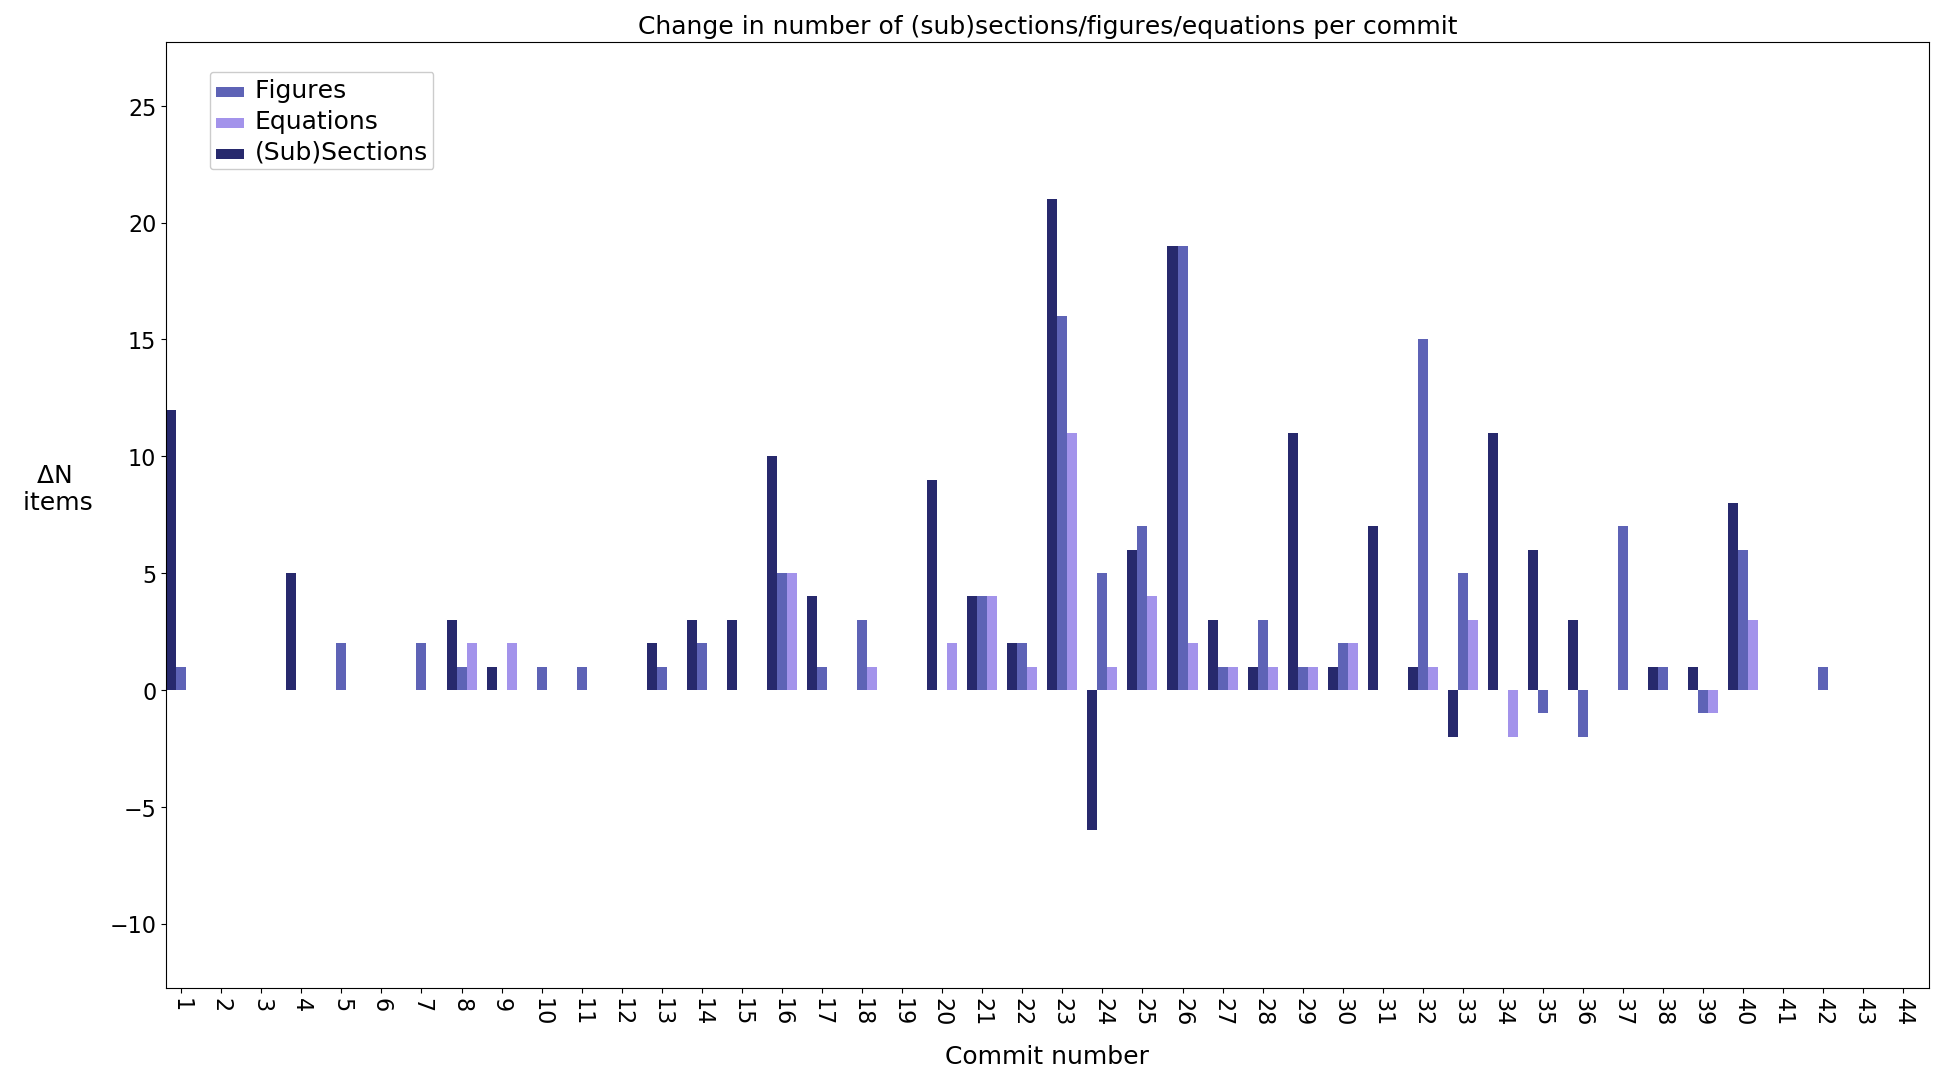 Change in number of (sub)sections/figures/equations per commit
Figures
Equations
(Sub)Sections
25
20
15
10
5
0
−5
−10
ΔN
items
1 2 3 4 5 6 7 8 9 10 11 12 13 14 15 16 17 18 19 20 21 22 23 24 25 26 27 28 29 30 31 32 33 34 35 36 37 38 39 40 41 42 43 44
Commit number